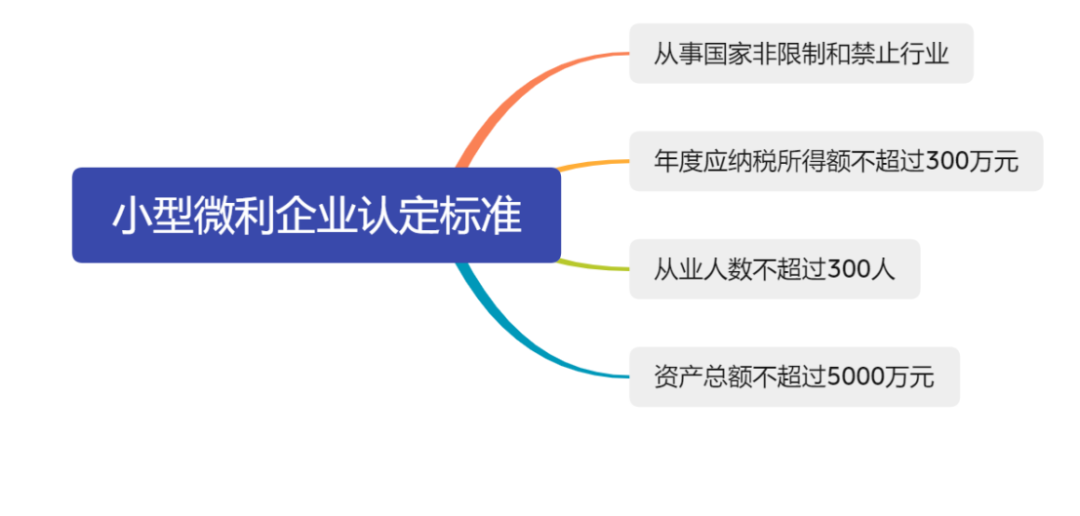 小型微利企业认定标准
从事国家非限制和禁止行业
年度应纳税所得额不超过300万元
从业人数不超过300人
资产总额不超过5000万元